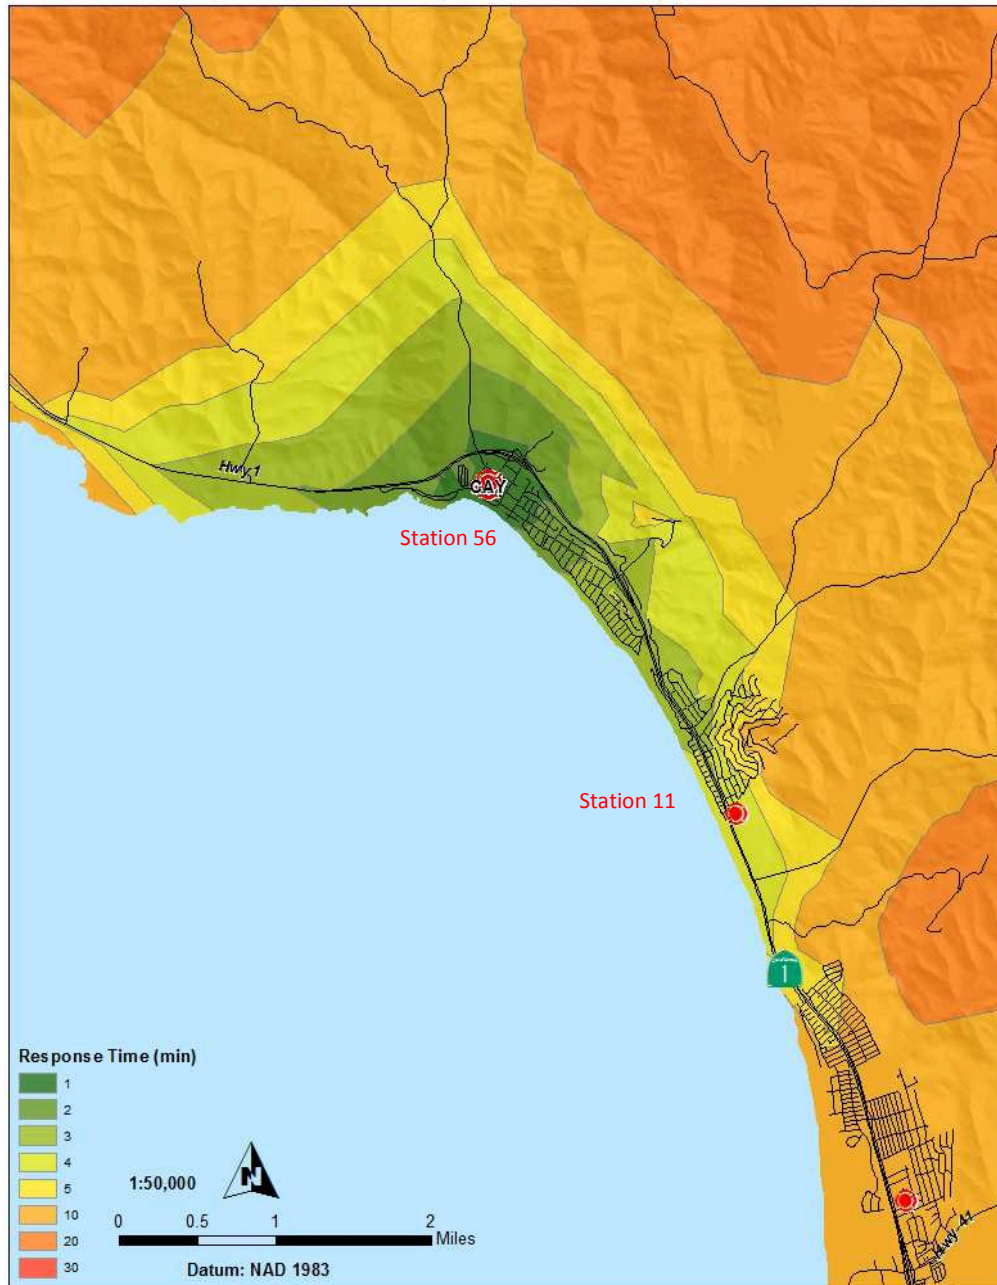 Hwy 1
CAY
Station 56
Station 11
1
Response Time (min)
1
2
3
4
5
10
20
30
1:50,000
N
0 0.5 1 2
Miles
Datum: NAD 1983
Hwy 41